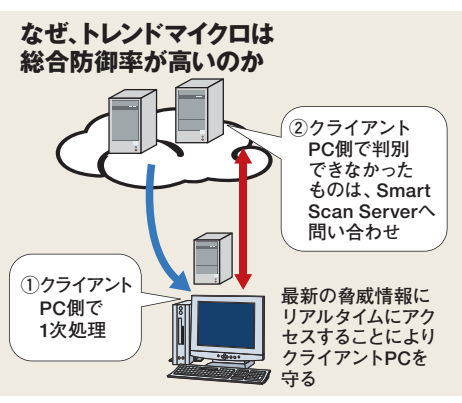 なぜ、トレンドマイクロは
総合防御率が高いのか
②クライアント
PC側で判別
できなかった
ものは、Smart
Scan Serverへ
問い合わせ
①クライアント
PC側で
1次処理
最新の脅威情報に
リアルタイムにアク
セスすることにより
クライアントPCを
守る